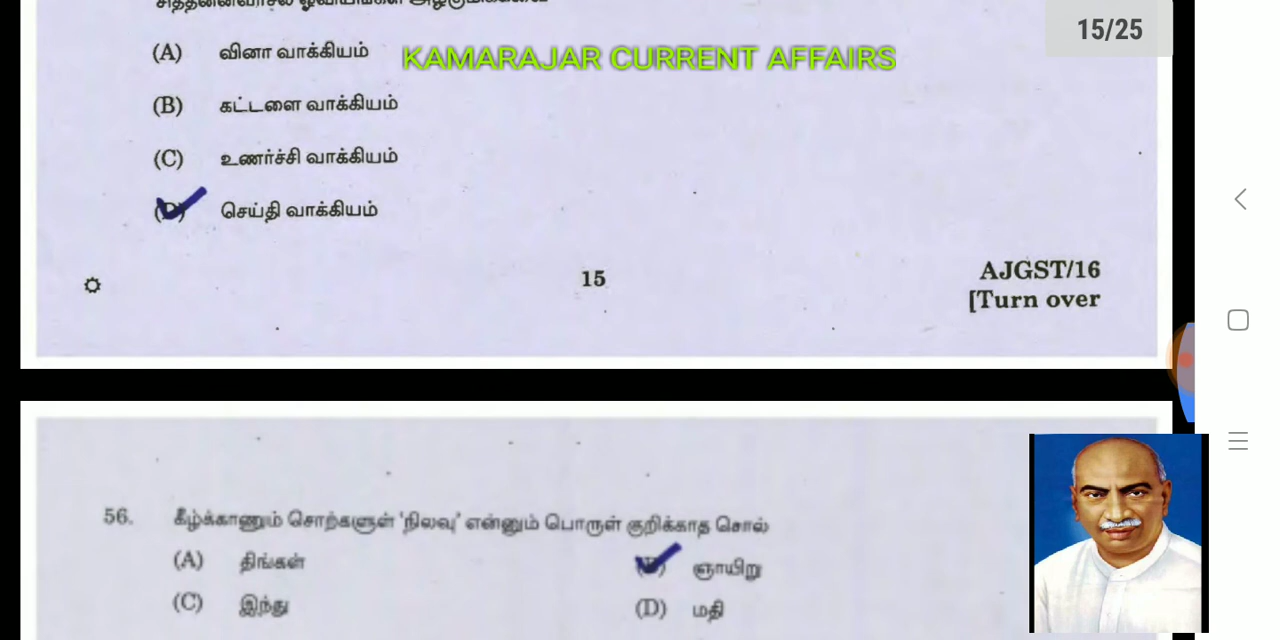 15/25
(A) வினா வாக்கியம்
KAMARAJAR CURRENT AFFAIRS
(B) கட்டளை வாக்கியம்
(C) உணர்ச்சி வாக்கியம்
(D) செய்தி வாக்கியம்
15
AJGST/16
[Turn over
56. கீழ்க்காணும் சொற்களுள் 'நிலவு' என்னும் பொருள் குறிக்காத சொல்
(A) திங்கள் ஞாயிறு
(C) இந்து (D) மதி